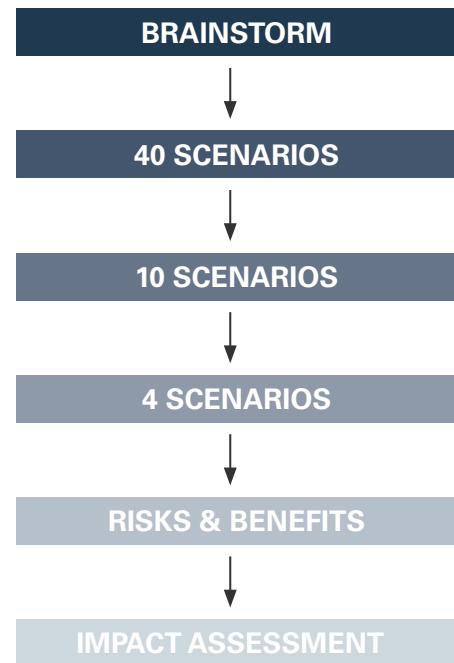 BRAINSTORM
40 SCENARIOS
10 SCENARIOS
4 SCENARIOS
RISKS & BENEFITS
IMPACT ASSESSMENT